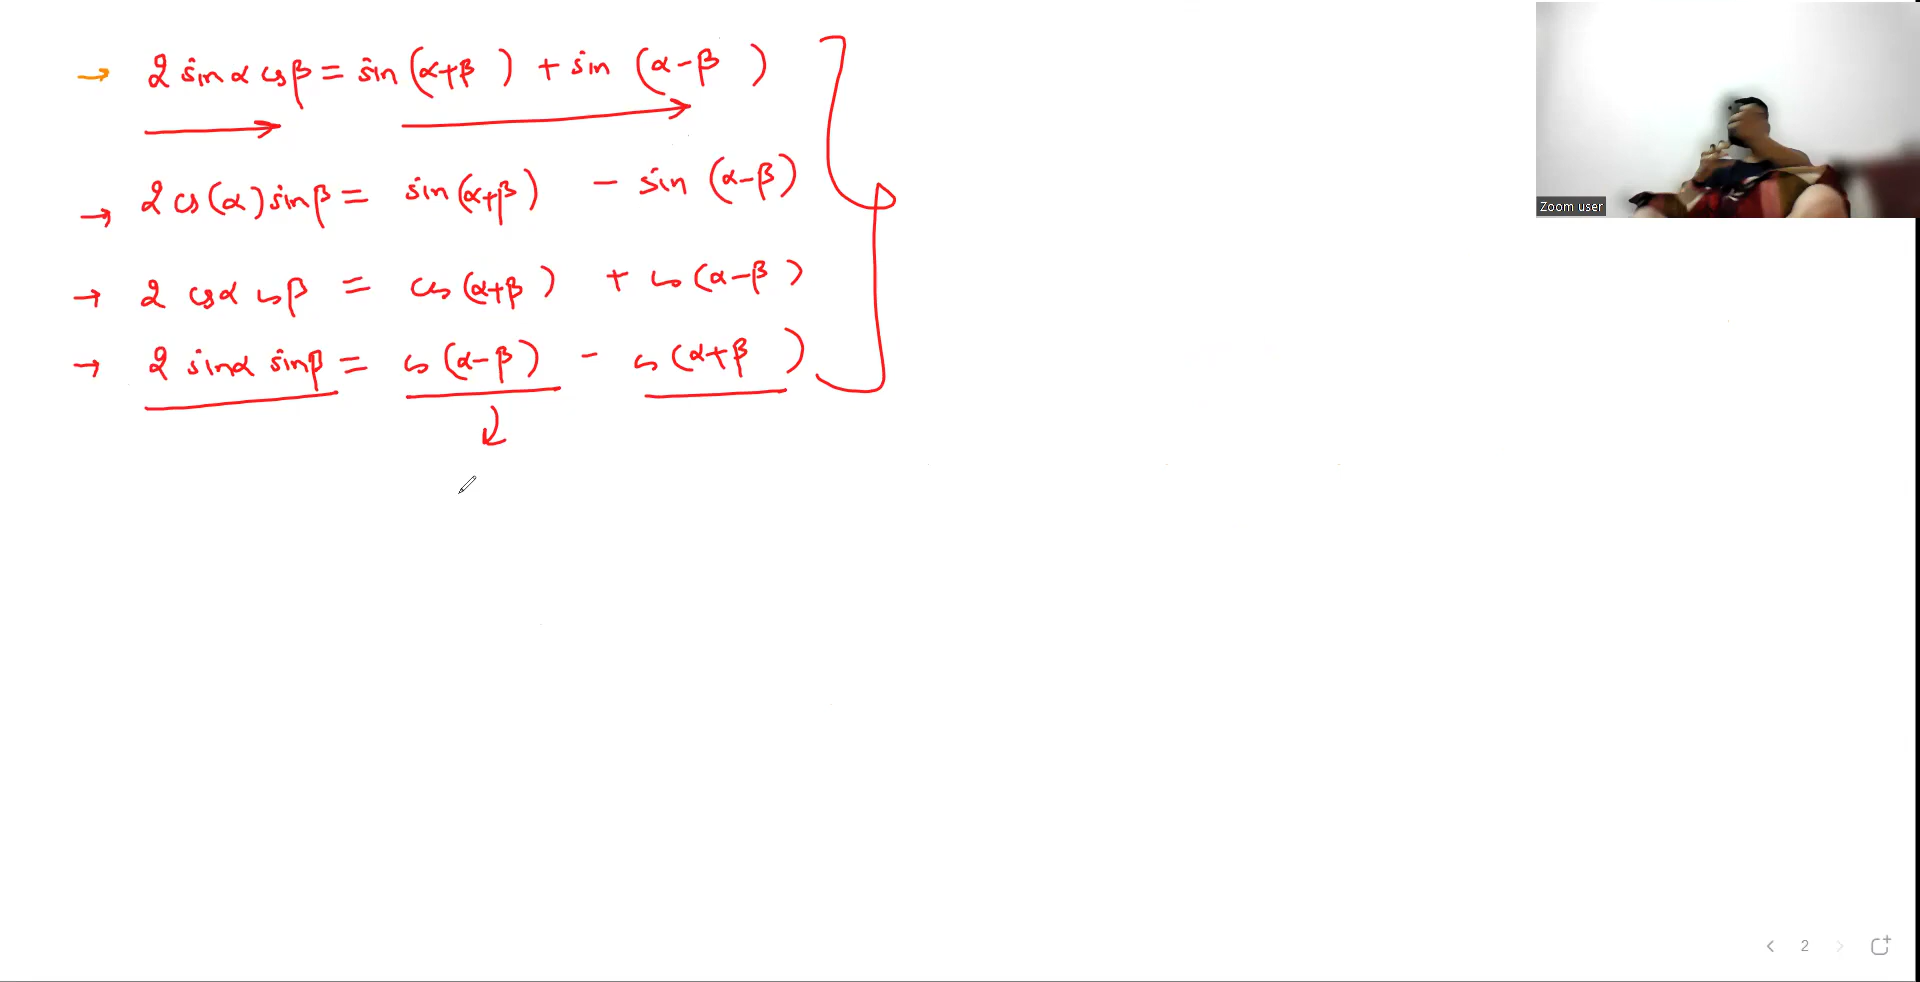 → 2 sin α cos β = sin (α+β) + sin (α-β)
→ 2 cos(α) sin β = sin (α+β) - sin (α-β)
→ 2 cos α cos β = cos (α+β) + cos (α-β)
→ 2 sin α sin β = cos (α-β) - cos (α+β)
Zoom user
2